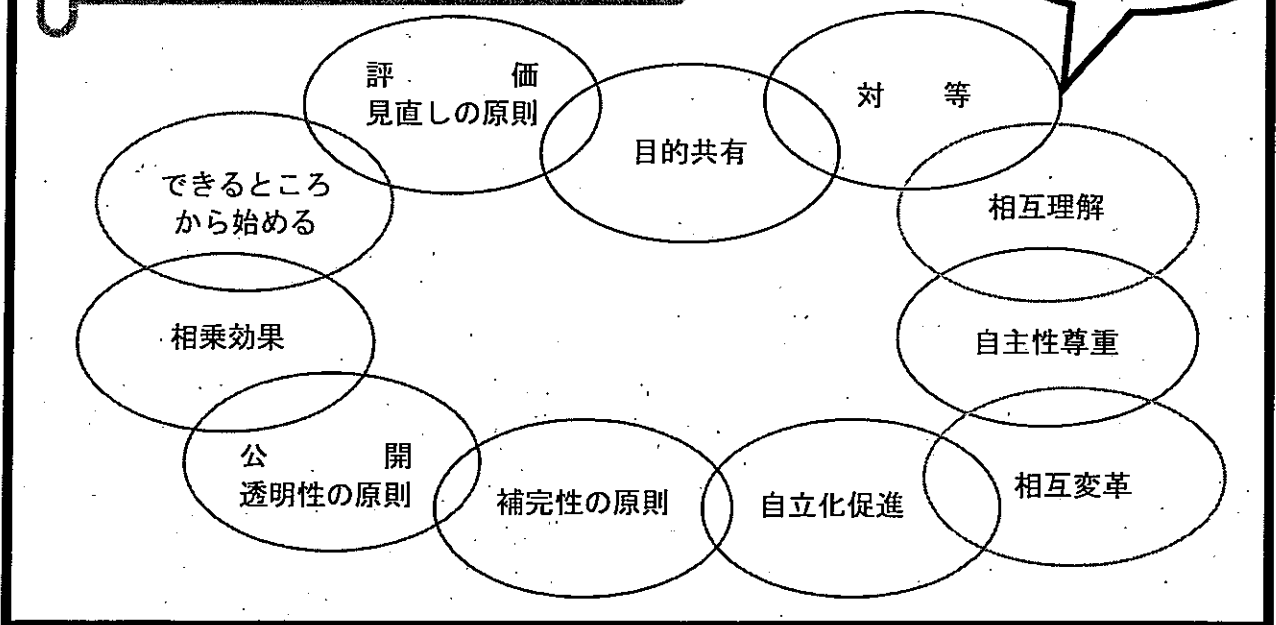 評価
見直しの原則
目的共有
対等
できるところ
から始める
相互理解
相乗効果
自主性尊重
公開
透明性の原則
補完性の原則
自立化促進
相互変革